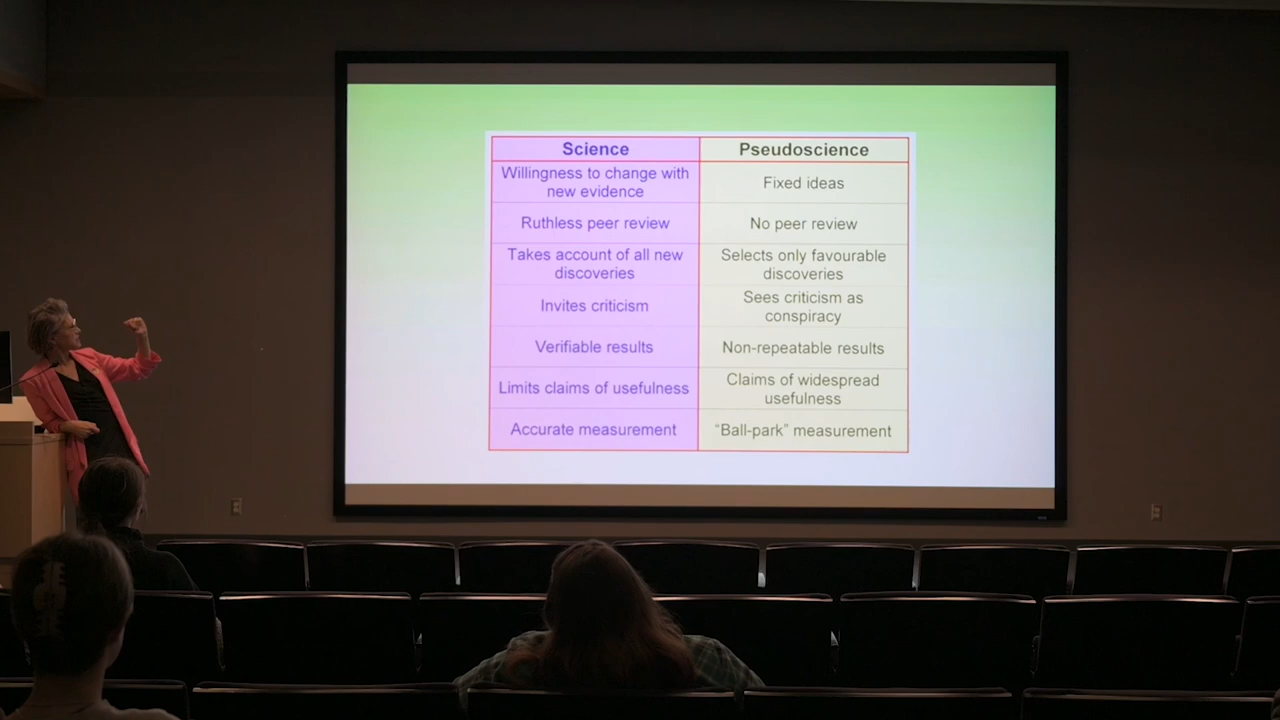 Science
Pseudoscience
Willingness to change with
new evidence
Fixed ideas
Ruthless peer review
No peer review
Takes account of all new
discoveries
Selects only favourable
discoveries
Invites criticism
Sees criticism as
conspiracy
Verifiable results
Non-repeatable results
Limits claims of usefulness
Claims of widespread
usefulness
Accurate measurement
“Ball-park” measurement